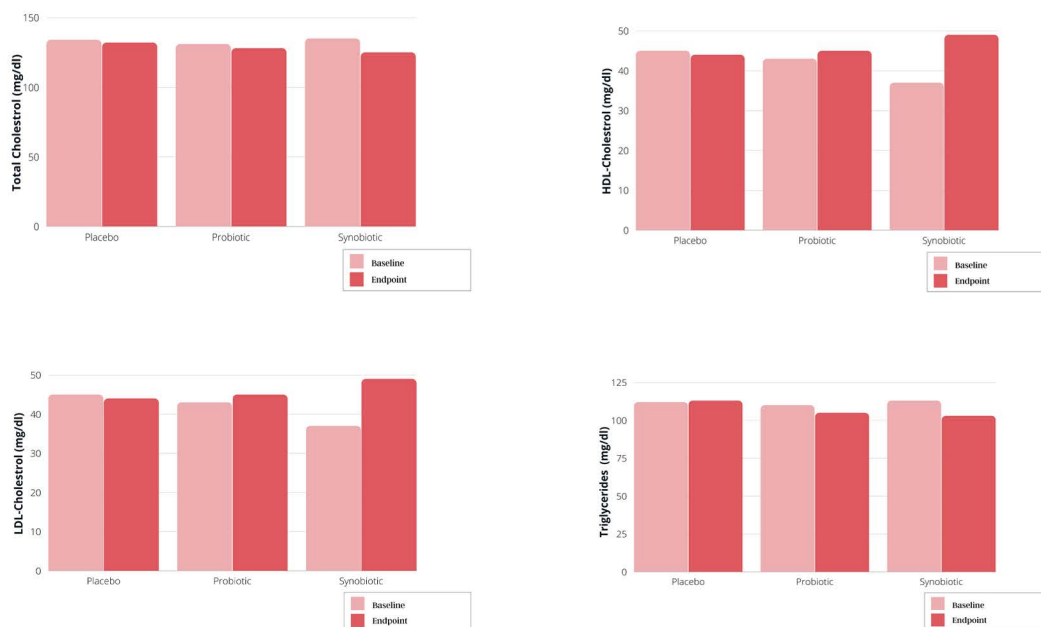 Total Cholestrol (mg/dl)
150
100
50
0
Placebo Probiotic Synobiotic
Baseline
Endpoint
HDL-Cholestrol (mg/dl)
50
40
30
20
10
0
Placebo Probiotic Synobiotic
Baseline
Endpoint
LDL-Cholestrol (mg/dl)
50
40
30
20
10
0
Placebo Probiotic Synobiotic
Baseline
Endpoint
Triglycerides (mg/dl)
125
100
75
50
25
0
Placebo Probiotic Synobiotic
Baseline
Endpoint